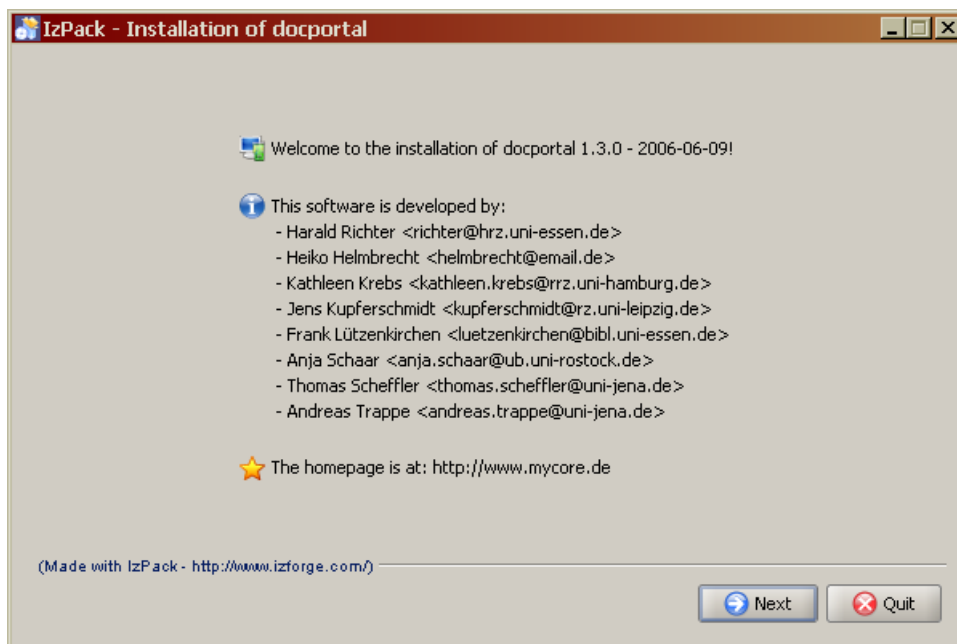 IzPack - Installation of docportal
Welcome to the installation of docportal 1.3.0 - 2006-06-09!
This software is developed by:
- Harald Richter <richter@hrz.uni-essen.de>
- Heiko Helmbrecht <helmbrecht@email.de>
- Kathleen Krebs <kathleen.krebs@rrz.uni-hamburg.de>
- Jens Kupferschmidt <kupferschmidt@rz.uni-leipzig.de>
- Frank Lützenkirchen <luetzenkirchen@bibl.uni-essen.de>
- Anja Schaar <anja.schaar@ub.uni-rostock.de>
- Thomas Scheffler <thomas.scheffler@uni-jena.de>
- Andreas Trappe <andreas.trappe@uni-jena.de>
The homepage is at: http://www.mycore.de
(Made with IzPack - http://www.izforge.com/)
Next
Quit